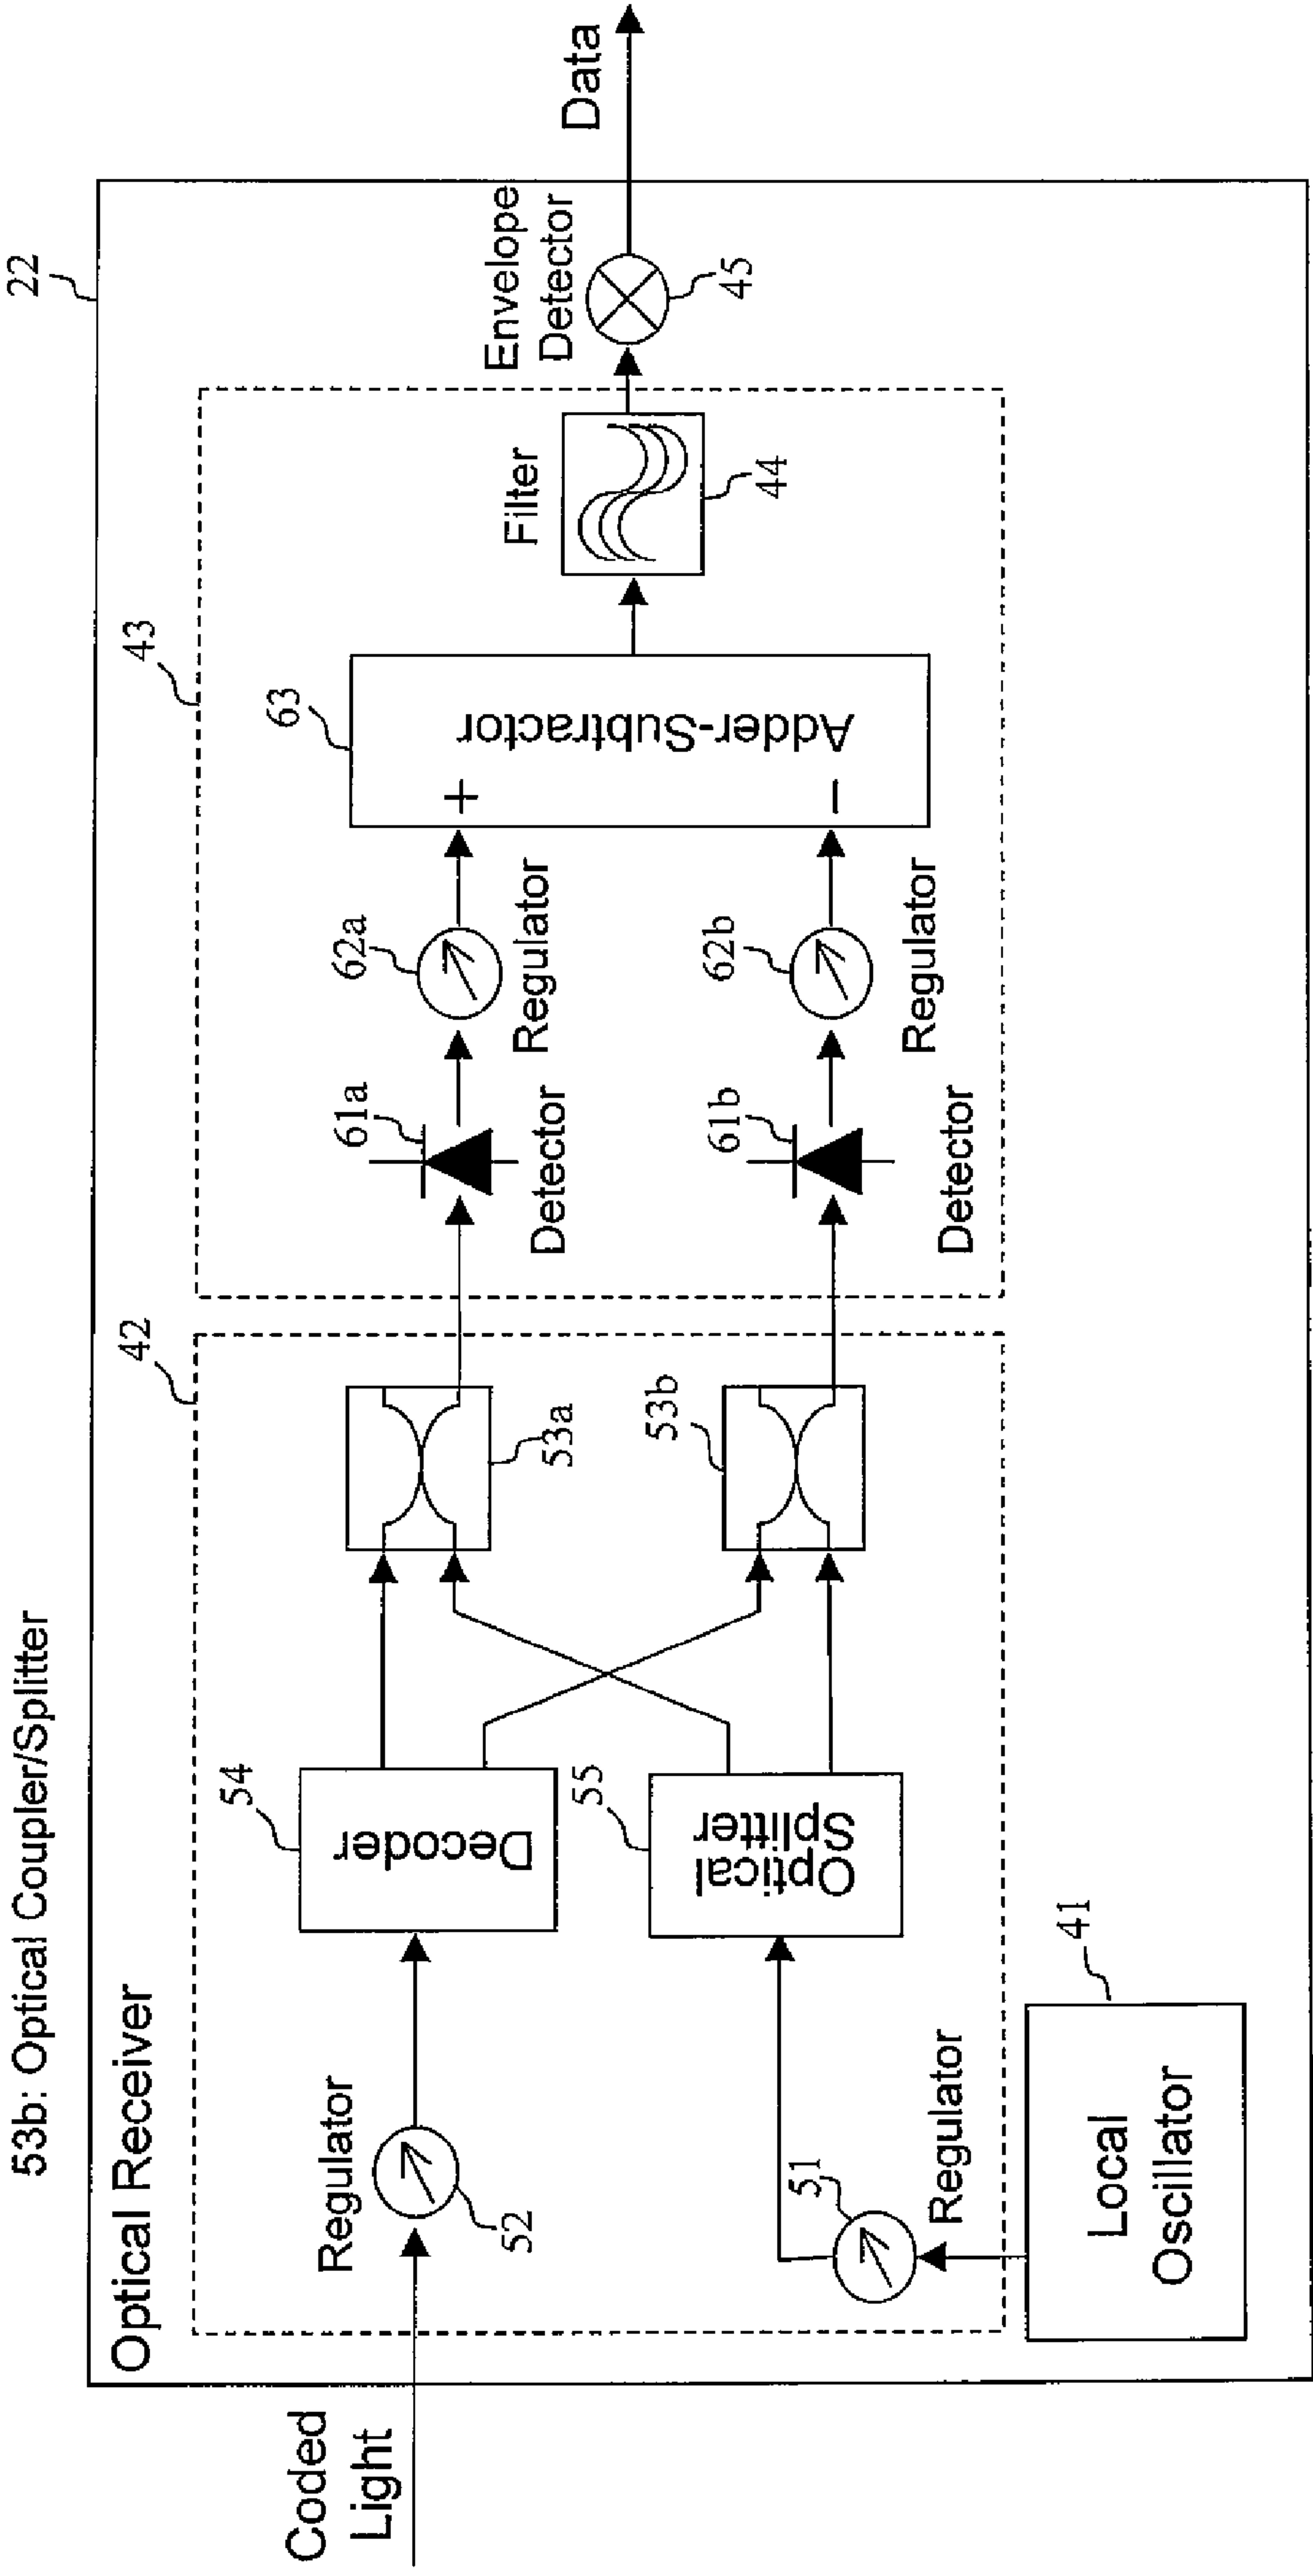 53b: Optical Coupler/Splitter
22
Optical Receiver
42
43
Coded
Light
Regulator
52
54
Decoder
53a
61a
Detector
62a
Regulator
63
+
Adder-Subtractor
−
Filter
44
Envelope
Detector
45
Data
55
Optical
Splitter
53b
61b
Detector
62b
Regulator
51
Regulator
41
Local
Oscillator